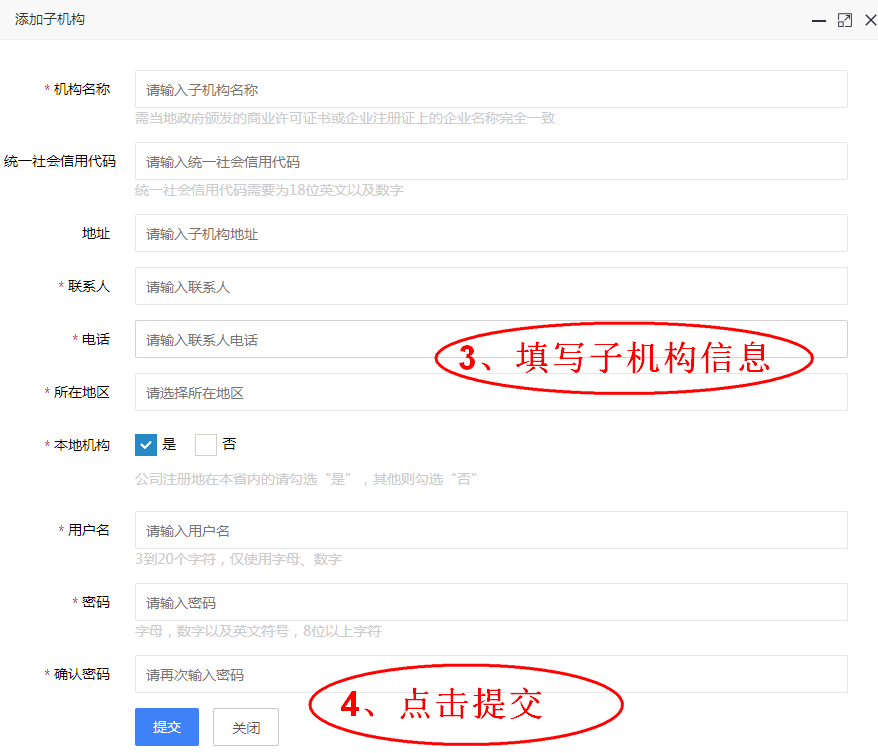 添加子机构
* 机构名称 请输入子机构名称
需当地政府颁发的商业许可证书或企业注册证上的企业名称完全一致
统一社会信用代码 请输入统一社会信用代码
统一社会信用代码需要为18位英文以及数字
地址 请输入子机构地址
* 联系人 请输入联系人
* 电话 请输入联系人电话
3、填写子机构信息
* 所在地区 请选择所在地区
* 本地机构 是 否
公司注册地在本省内的请勾选“是”，其他则勾选“否”
* 用户名 请输入用户名
3到20个字符，仅使用字母、数字
* 密码 请输入密码
字母，数字以及英文符号，8位以上字符
* 确认密码 请再次输入密码
4、点击提交
提交 关闭